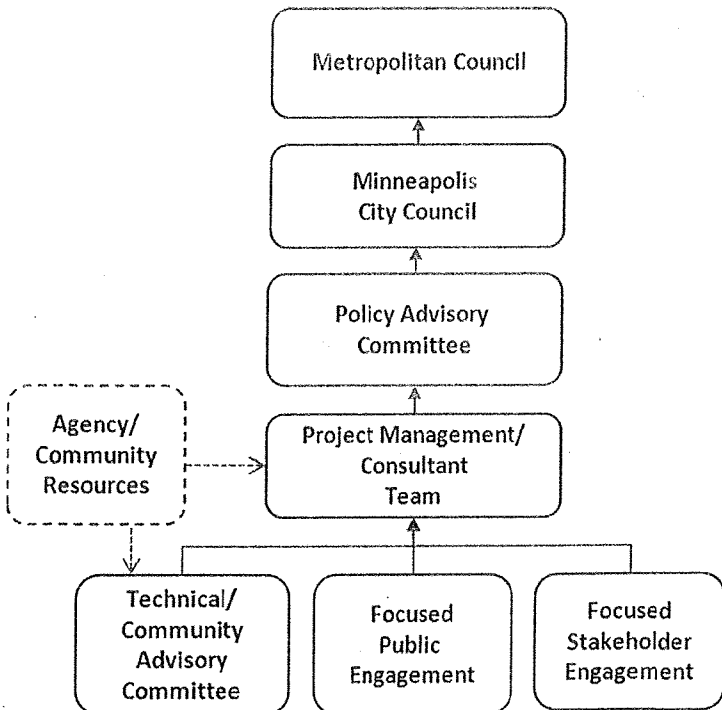 Metropolitan Council
Minneapolis
City Council
Policy Advisory
Committee
Agency/
Community
Resources
Project Management/
Consultant
Team
Technical/
Community
Advisory
Committee
Focused
Public
Engagement
Focused
Stakeholder
Engagement